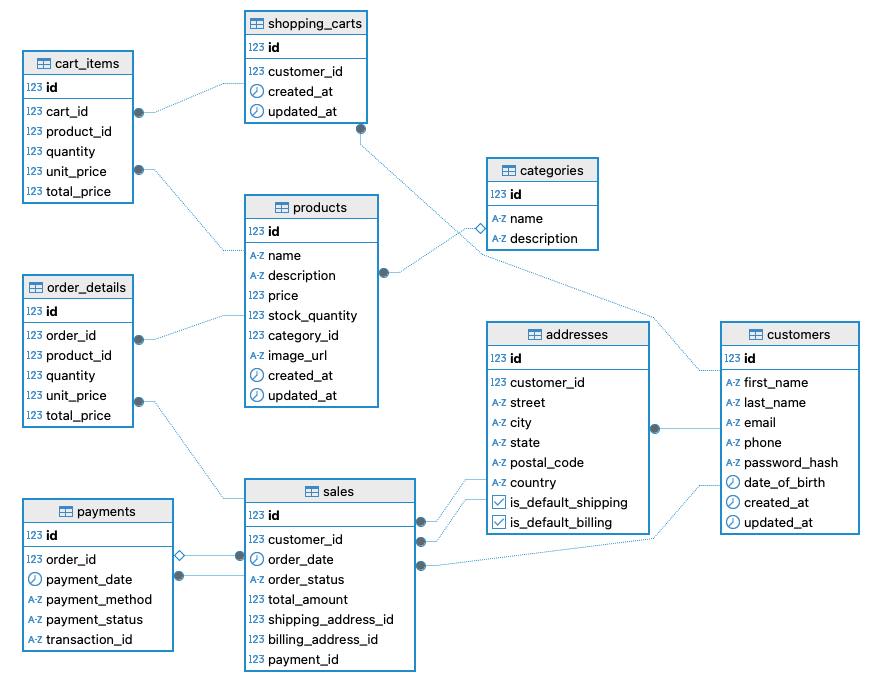 shopping_carts
123 id
123 customer_id
created_at
updated_at
cart_items
123 id
123 cart_id
123 product_id
123 quantity
123 unit_price
123 total_price
categories
123 id
A-Z name
A-Z description
products
123 id
A-Z name
A-Z description
123 price
123 stock_quantity
123 category_id
A-Z image_url
created_at
updated_at
order_details
123 id
123 order_id
123 product_id
123 quantity
123 unit_price
123 total_price
addresses
123 id
123 customer_id
A-Z street
A-Z city
A-Z state
A-Z postal_code
A-Z country
is_default_shipping
is_default_billing
customers
123 id
A-Z first_name
A-Z last_name
A-Z email
A-Z phone
A-Z password_hash
date_of_birth
created_at
updated_at
sales
123 id
123 customer_id
order_date
A-Z order_status
123 total_amount
123 shipping_address_id
123 billing_address_id
123 payment_id
payments
123 id
123 order_id
payment_date
A-Z payment_method
A-Z payment_status
A-Z transaction_id